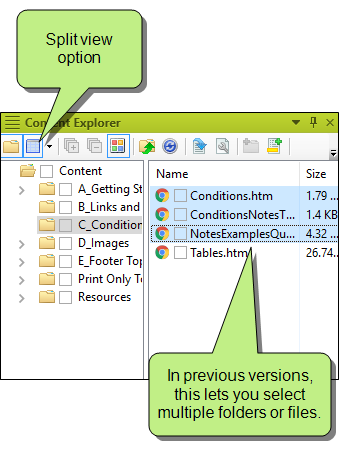 Split view
option
Content Explorer
Content
A_Getting St
B_Links and
C_Condition
D_Images
E_Footer Top
Print Only To
Resources
Name Size
Conditions.htm 1.79 ...
ConditionsNotesT... 1.4 KB
NotesExamplesQu... 4.32 ...
Tables.htm 26.74...
In previous versions,
this lets you select
multiple folders or files.